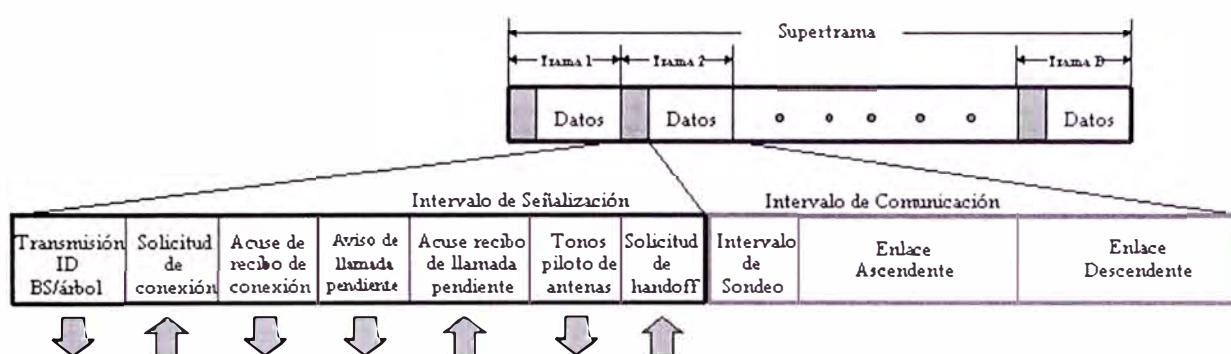 Supertrama
Trama 1
Trama 2
Trama B
Datos
Datos
Datos
Intervalo de Señalización
Intervalo de Comunicación
Transmisión
ID
BS/árbol
Solicitud
de
conexión
Acuse de
recibo de
conexión
Aviso de
llamada
pendiente
Acuse recibo
de llamada
pendiente
Tonos
piloto de
antenas
Solicitud
de
handoff
Intervalo
de
Sondeo
Enlace
Ascendente
Enlace
Descendente